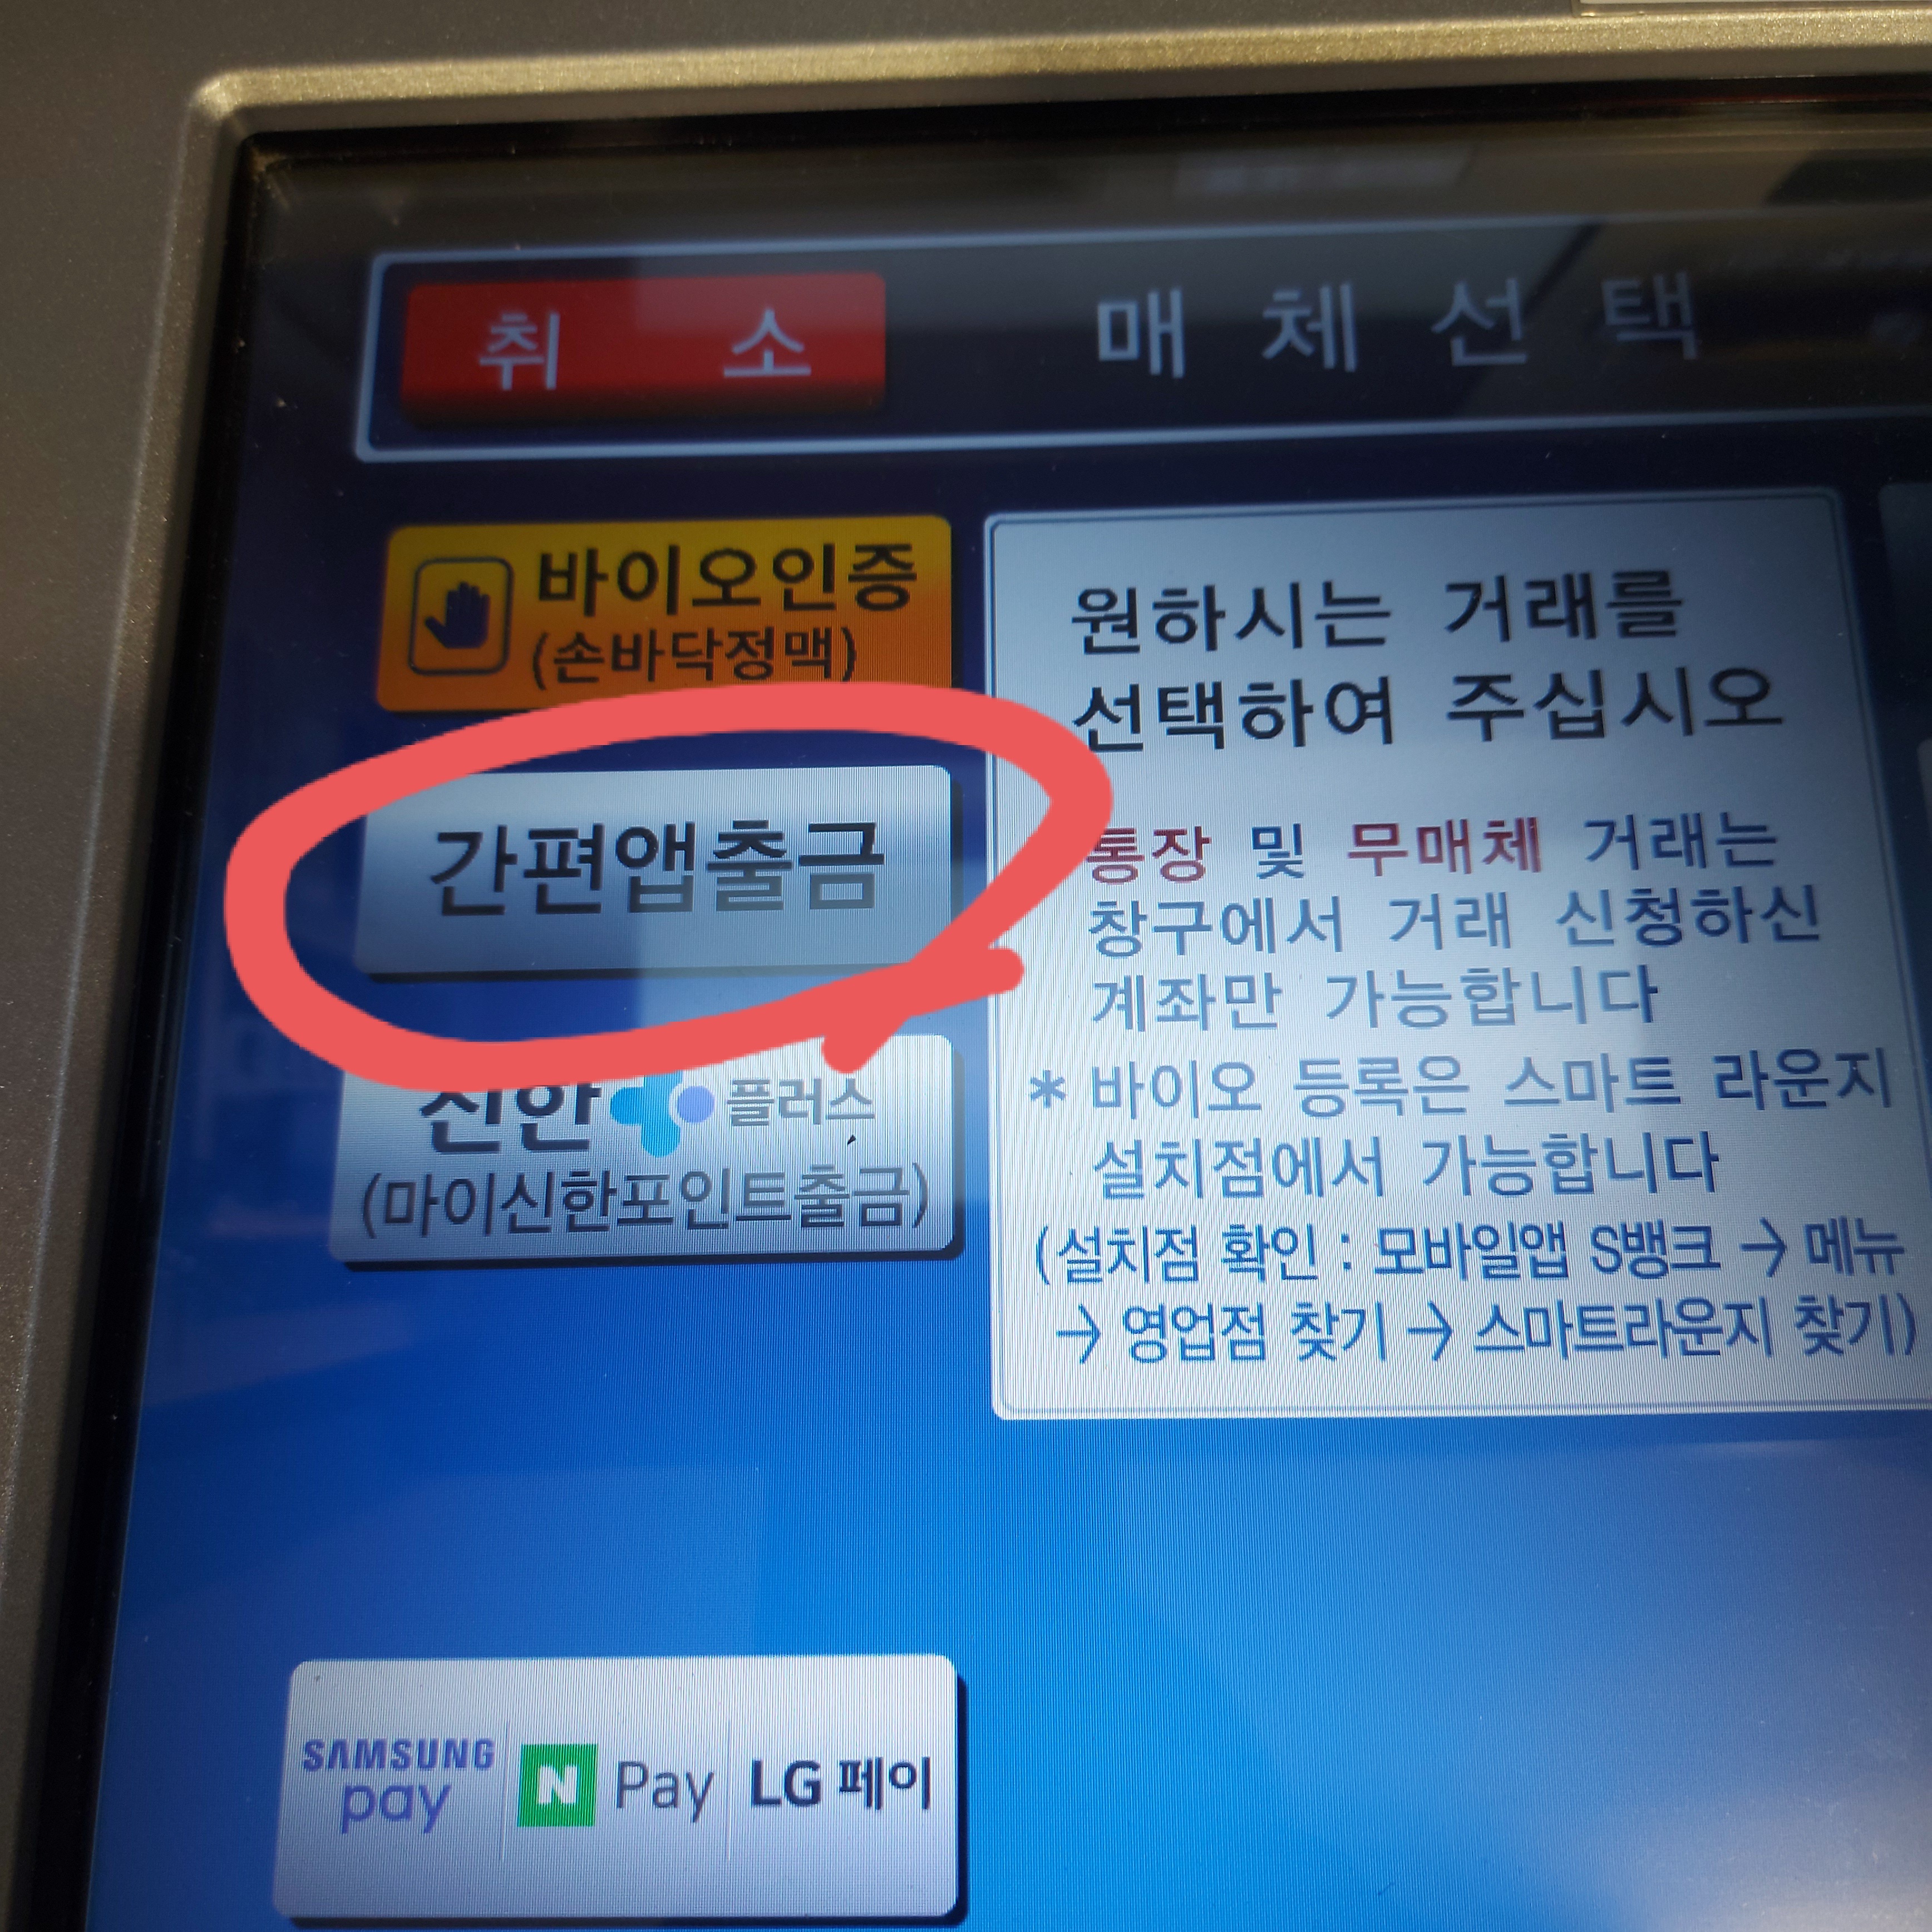 취 소
매 체 선 택
바이오인증
(손바닥정맥)
간편앱출금
신한 플러스
(마이신한포인트출금)
SAMSUNG pay
N Pay
LG 페이
원하시는 거래를
선택하여 주십시오
통장 및 무매체 거래는
창구에서 거래 신청하신
계좌만 가능합니다
* 바이오 등록은 스마트 라운지
설치점에서 가능합니다
(설치점 확인 : 모바일앱 S뱅크 → 메뉴
→ 영업점 찾기 → 스마트라운지 찾기)